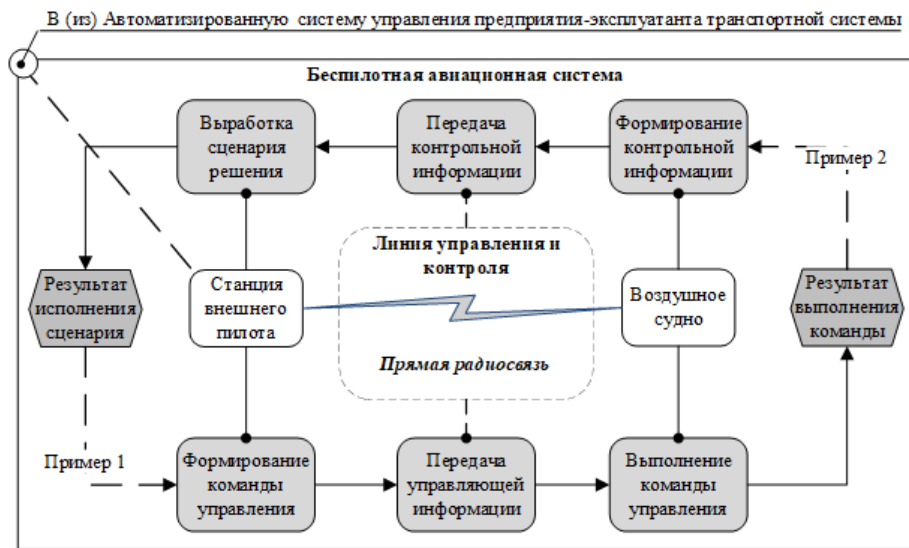 В (из) Автоматизированную систему управления предприятия-эксплуатанта транспортной системы
Беспилотная авиационная система
Выработка
сценария
решения
Передача
контрольной
информации
Формирование
контрольной
информации
Пример 2
Линия управления и
контроля
Результат
исполнения
сценария
Станция
внешнего
пилота
Воздушное
судно
Результат
выполнения
команды
Прямая радиосвязь
Пример 1
Формирование
команды
управления
Передача
управляющей
информации
Выполнение
команды
управления